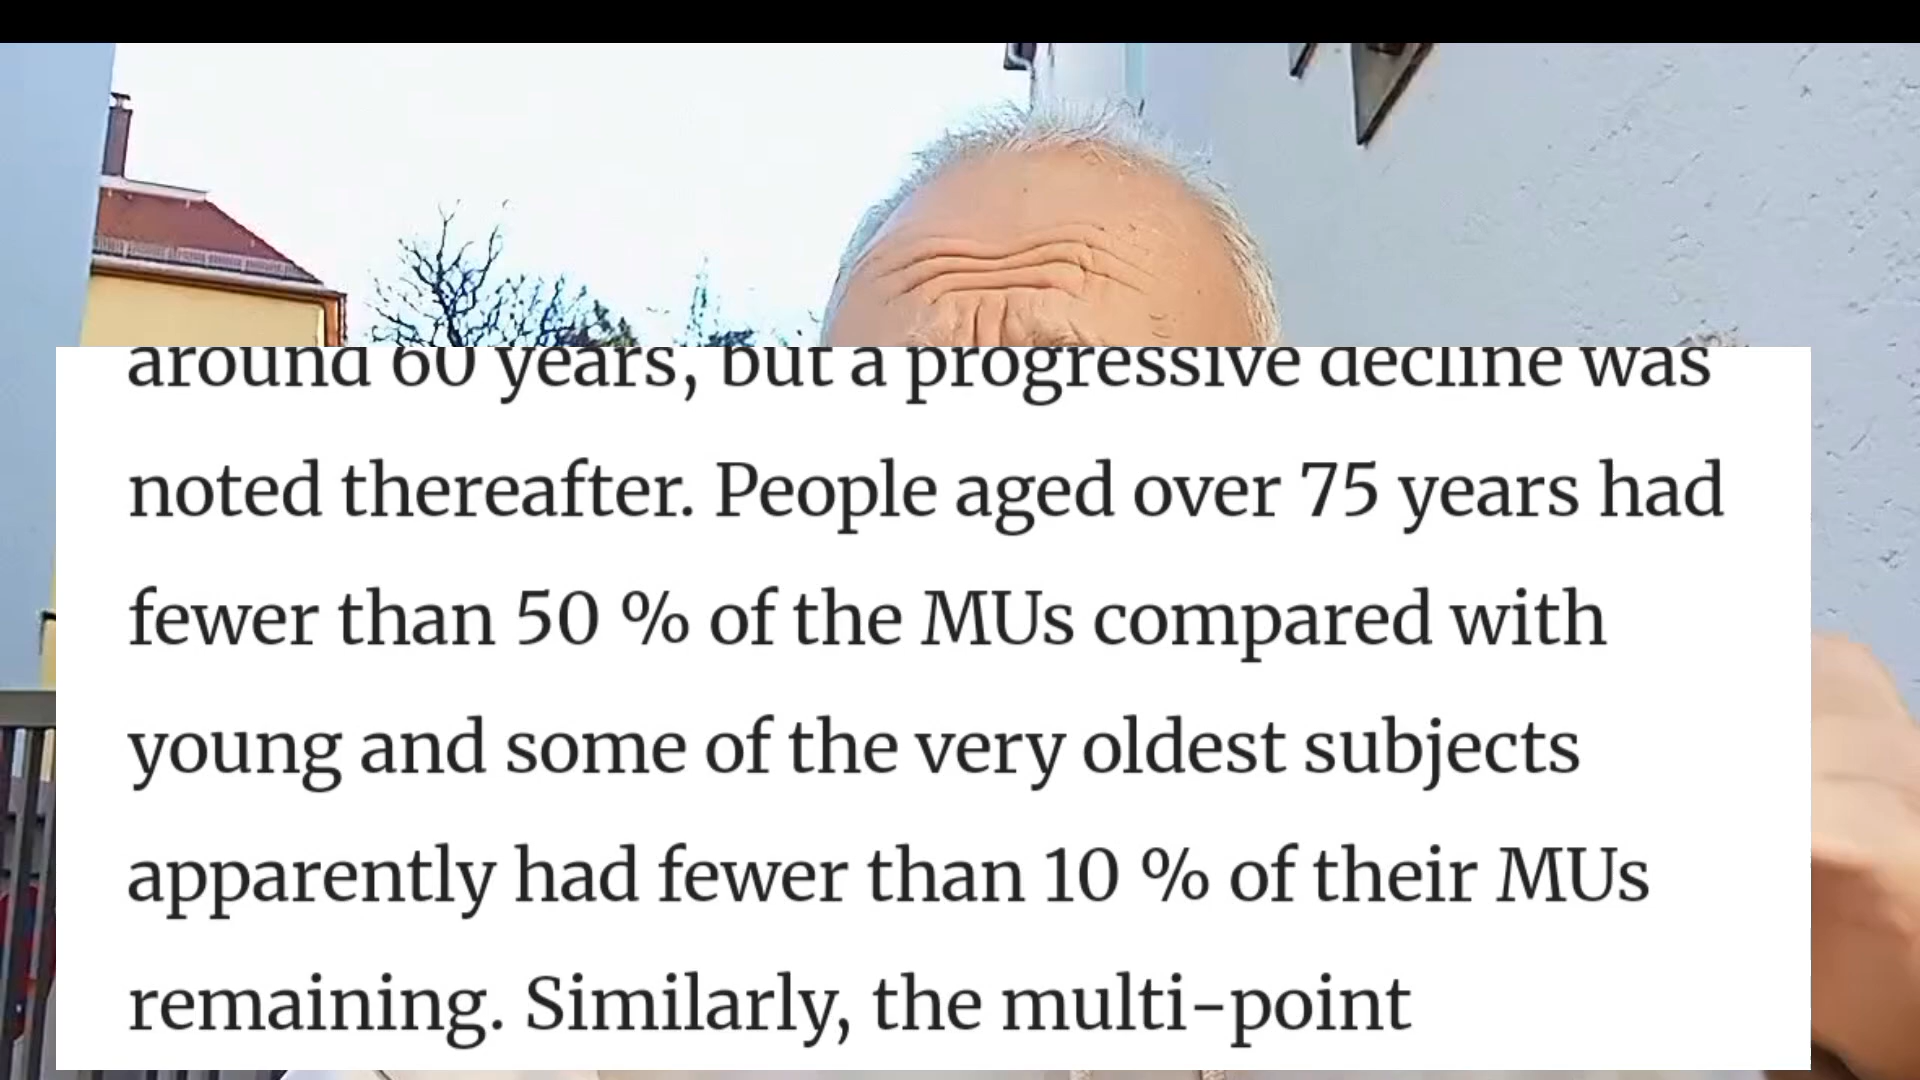 around 60 years, but a progressive decline was
noted thereafter. People aged over 75 years had
fewer than 50 % of the MUs compared with
young and some of the very oldest subjects
apparently had fewer than 10 % of their MUs
remaining. Similarly, the multi-point